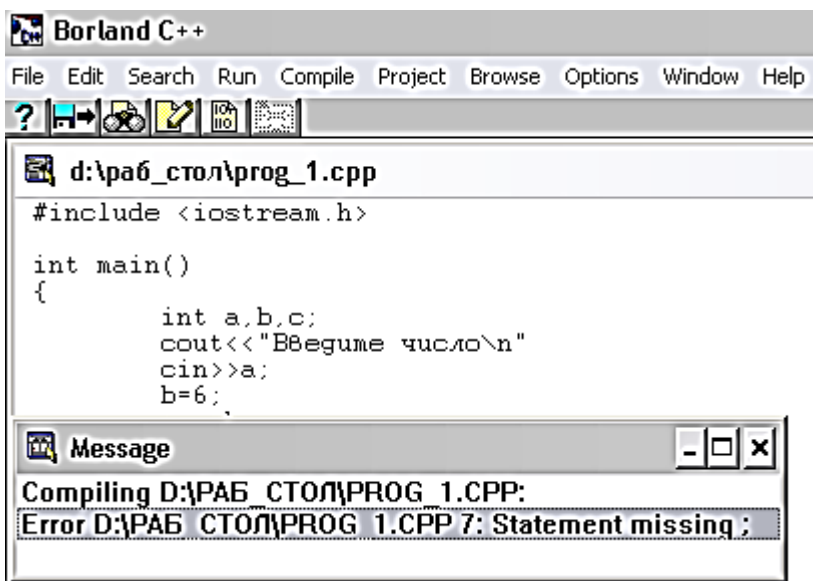 Borland C++
File Edit Search Run Compile Project Browse Options Window Help
d:\раб_стол\prog_1.cpp
#include <iostream.h>
int main()
{
int a,b,c;
cout<<"Введите число\n"
cin>>a;
b=6;
Message
Compiling D:\РАБ_СТОЛ\PROG_1.CPP:
Error D:\РАБ_СТОЛ\PROG_1.CPP 7: Statement missing ;